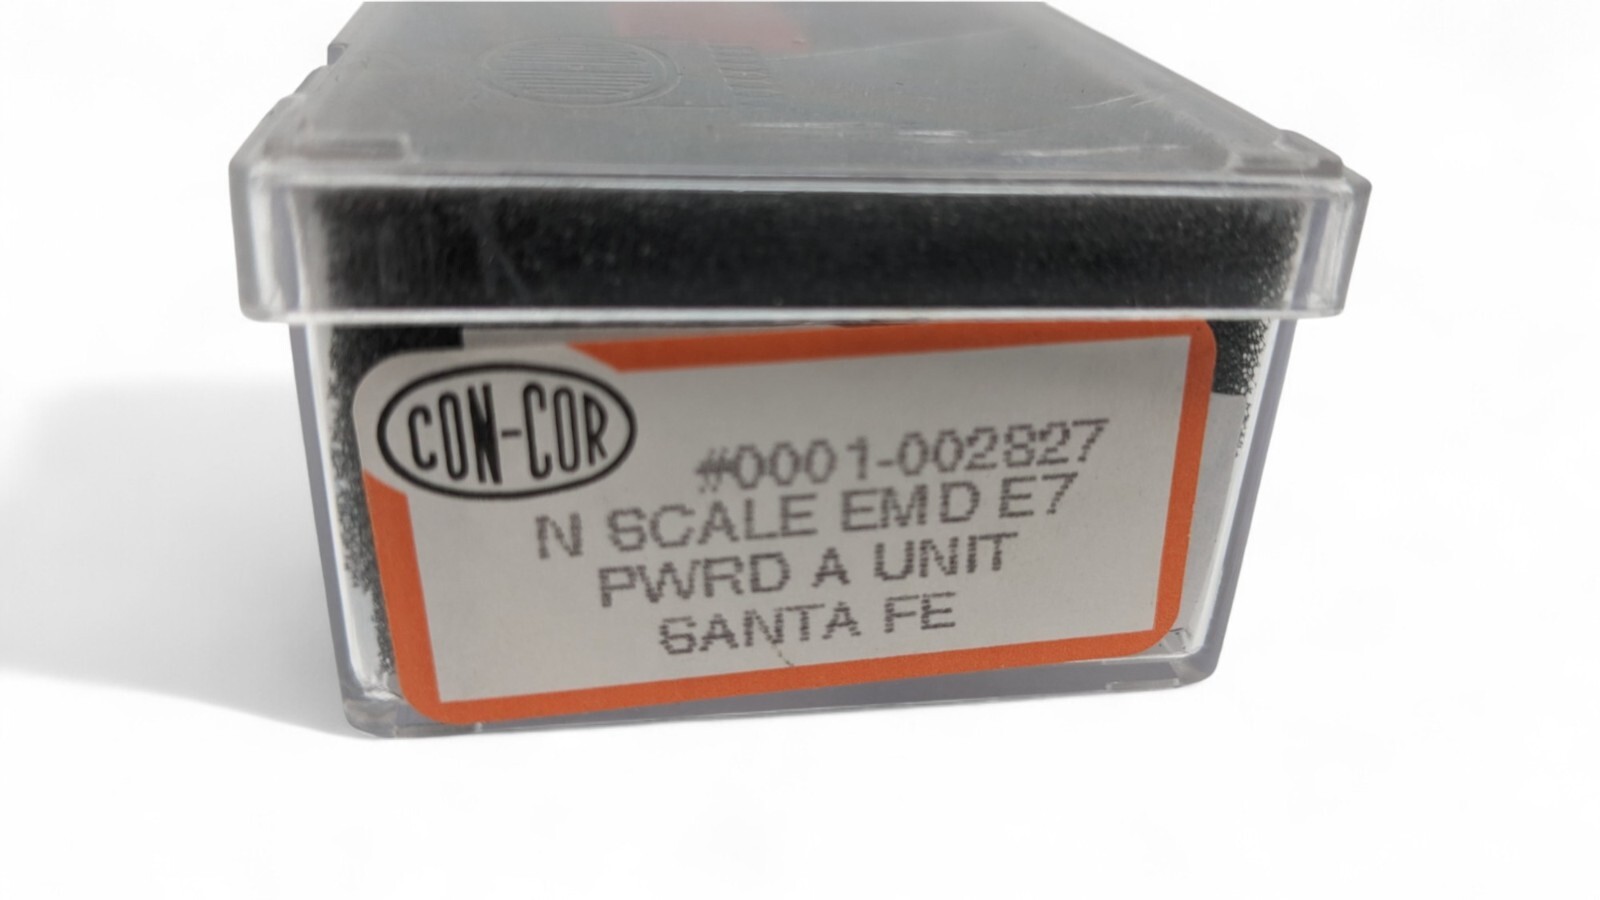 CON-COR
#0001-002827
N SCALE EMD E7
PWRD A UNIT
SANTA FE